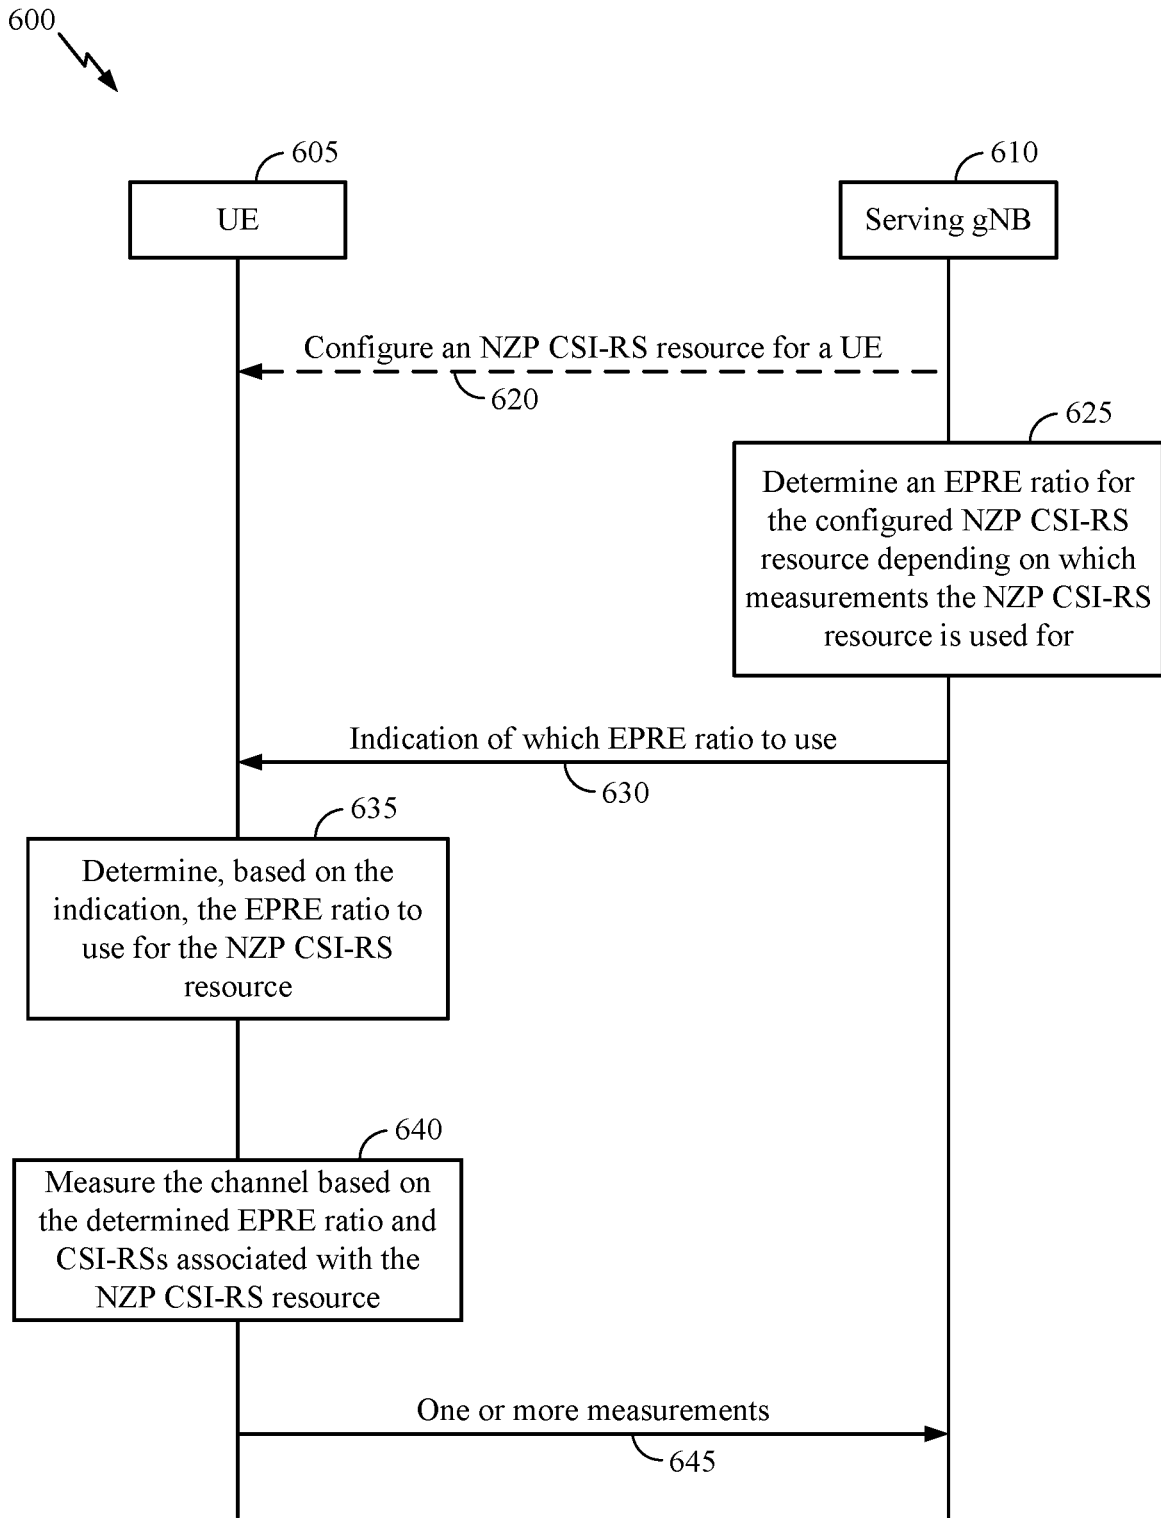 600
605
610
UE
Serving gNB
Configure an NZP CSI-RS resource for a UE
620
625
Determine an EPRE ratio for
the configured NZP CSI-RS
resource depending on which
measurements the NZP CSI-RS
resource is used for
Indication of which EPRE ratio to use
630
635
Determine, based on the
indication, the EPRE ratio to
use for the NZP CSI-RS
resource
640
Measure the channel based on
the determined EPRE ratio and
CSI-RSs associated with the
NZP CSI-RS resource
One or more measurements
645